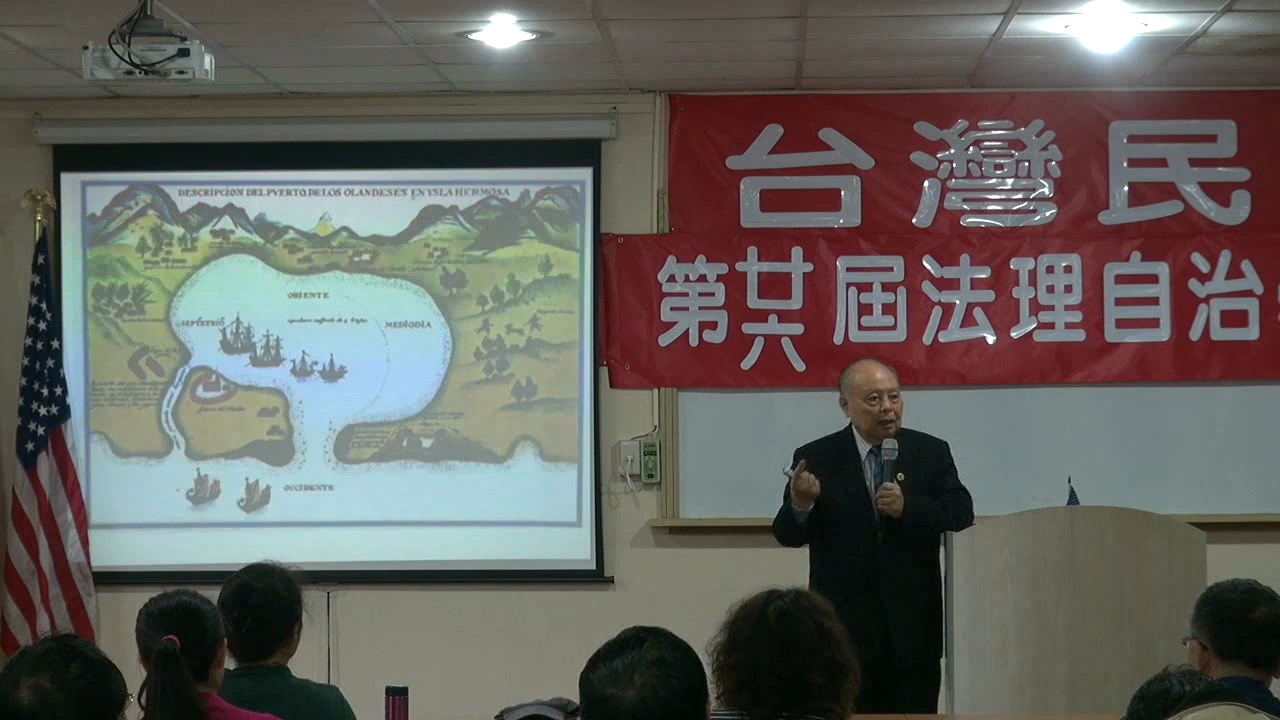 DESCRIPCION DEL PVERTO DE LOS OLANDESES EN YSLA HERMOSA
ORIENTE
SEPTETRIO
MEDIODIA
OCCIDENTE
台灣民
第廿六屆法理自治